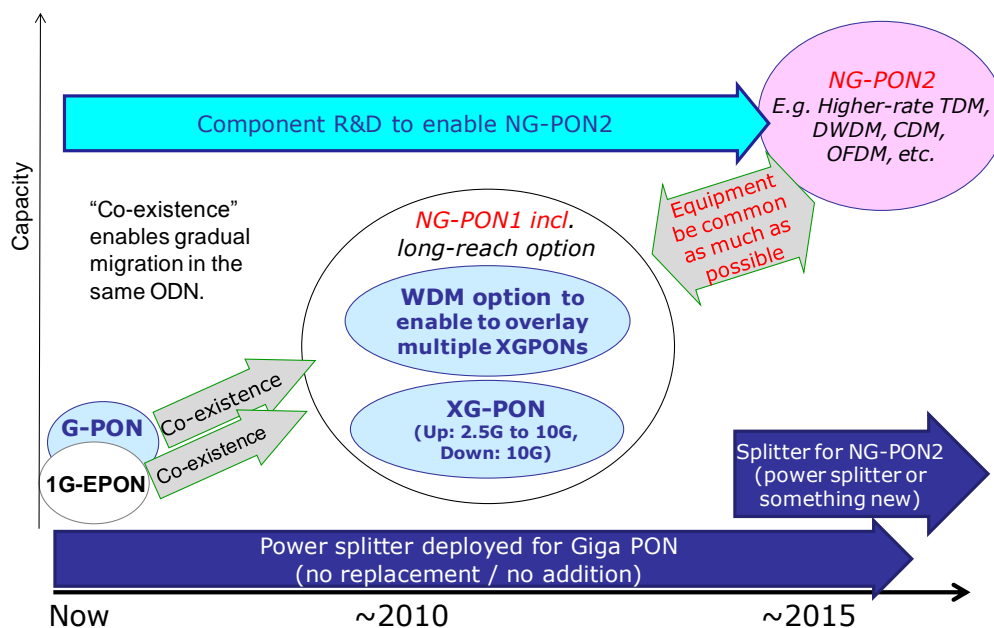 Capacity
Component R&D to enable NG-PON2
NG-PON2
E.g. Higher-rate TDM,
DWDM, CDM,
OFDM, etc.
“Co-existence”
enables gradual
migration in the
same ODN.
NG-PON1 incl.
long-reach option
Equipment
be common
as much as
possible
WDM option to
enable to overlay
multiple XGPONs
XG-PON
(Up: 2.5G to 10G,
Down: 10G)
Co-existence
Co-existence
G-PON
1G-EPON
Splitter for NG-PON2
(power splitter or
something new)
Power splitter deployed for Giga PON
(no replacement / no addition)
Now
~2010
~2015